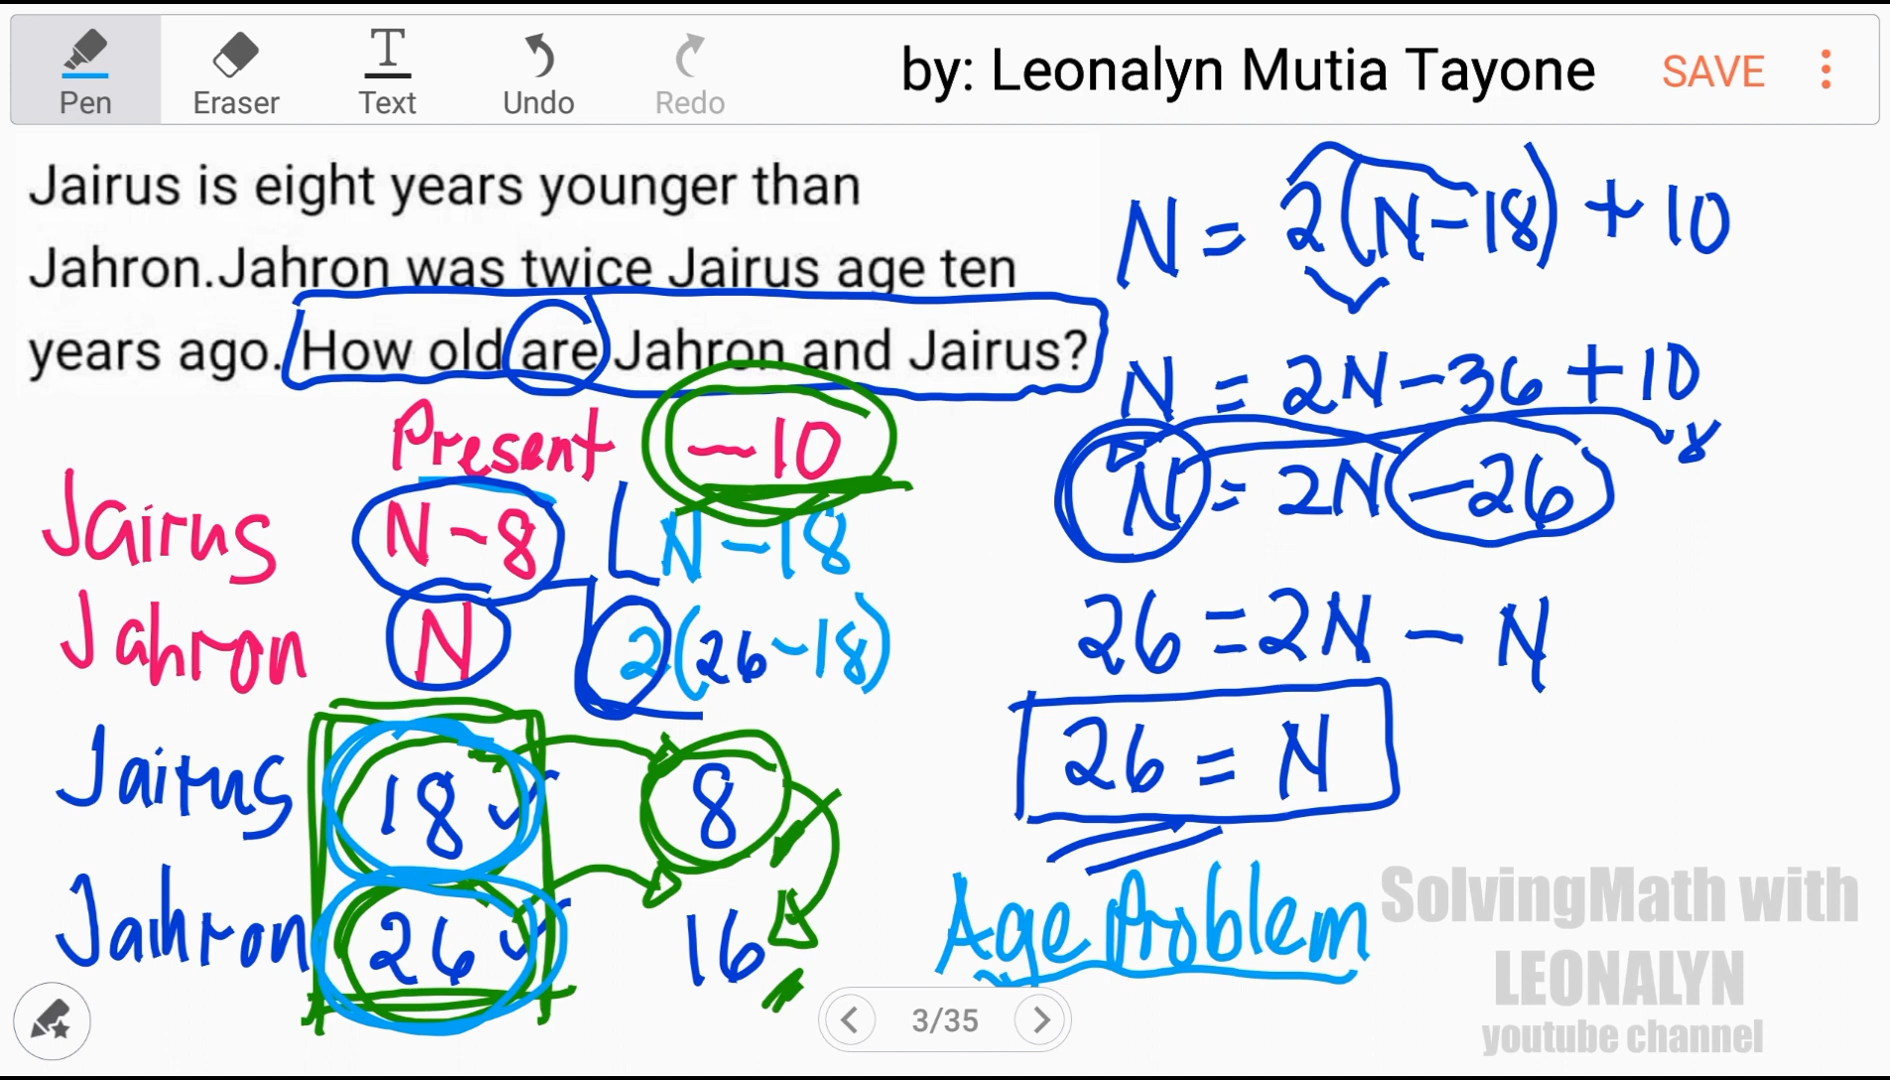 Pen Eraser Text Undo Redo by: Leonalyn Mutia Tayone SAVE
Jairus is eight years younger than
Jahron.Jahron was twice Jairus age ten
years ago. How old are Jahron and Jairus?
Present -10
Jairus N-8 N-18
Jahron N 2(26-18)
Jairus 18 8
Jahron 26 16
N = 2(N-18) + 10
N = 2N-36 +10
N = 2N-26
26 = 2N - N
26 = N
Age Problem
SolvingMath with
LEONALYN
youtube channel
3/35